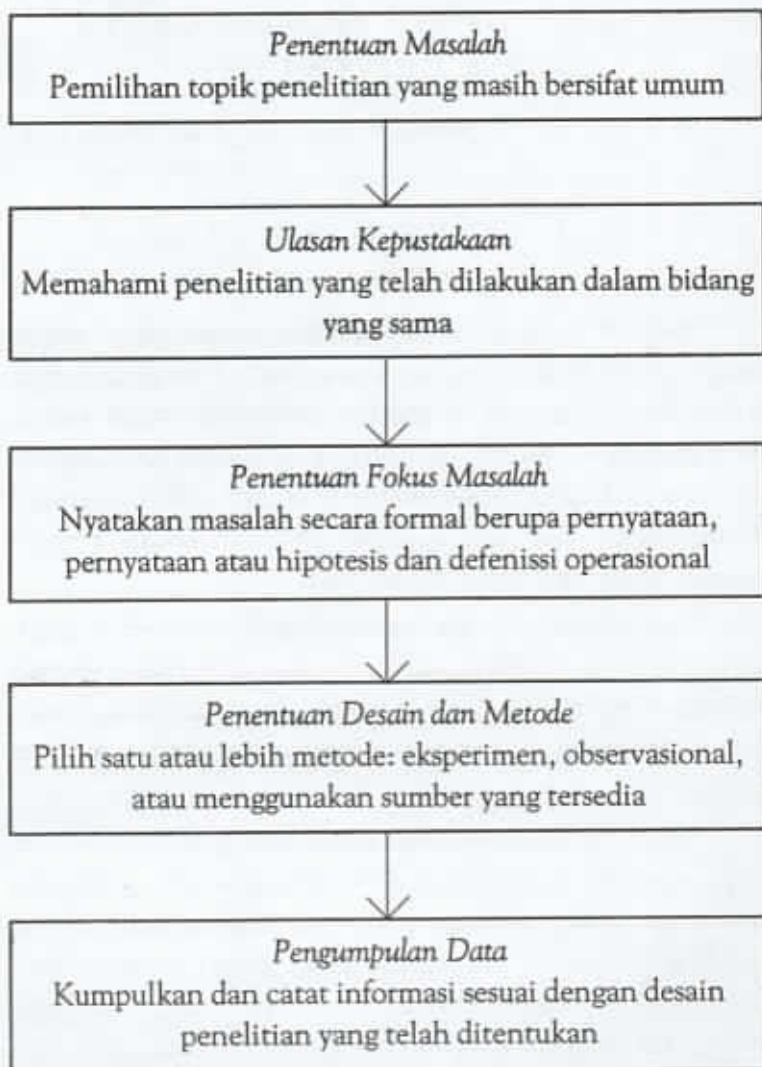 Penentuan Masalah
Pemilihan topik penelitian yang masih bersifat umum
Ulasan Kepustakaan
Memahami penelitian yang telah dilakukan dalam bidang
yang sama
Penentuan Fokus Masalah
Nyatakan masalah secara formal berupa pernyataan,
pernyataan atau hipotesis dan defenissi operasional
Penentuan Desain dan Metode
Pilih satu atau lebih metode: eksperimen, observasional,
atau menggunakan sumber yang tersedia
Pengumpulan Data
Kumpulkan dan catat informasi sesuai dengan desain
penelitian yang telah ditentukan